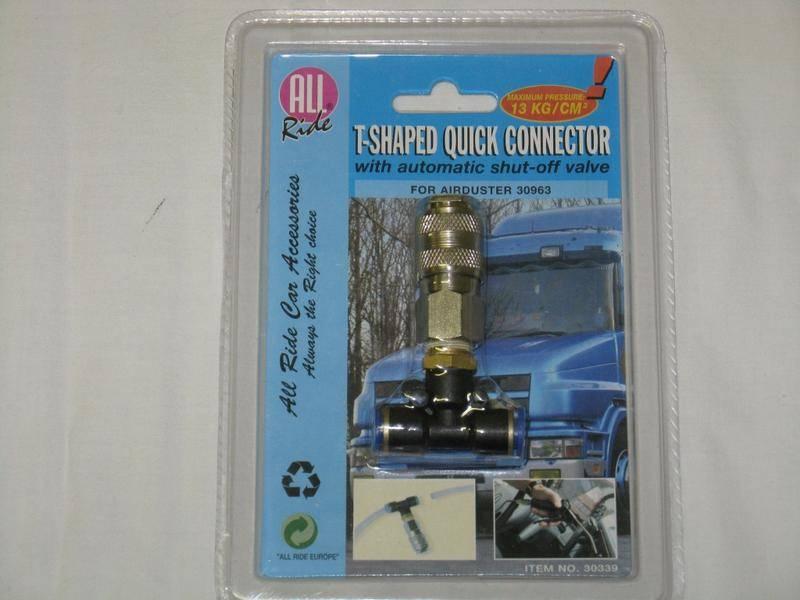 ALL
Ride
MAXIMUM PRESSURE:
13 KG/CM²
!
T-SHAPED QUICK CONNECTOR
with automatic shut-off valve
FOR AIRDUSTER 30963
All Ride Car Accessories
Always the Right choice
"ALL RIDE EUROPE"
ITEM NO. 30339